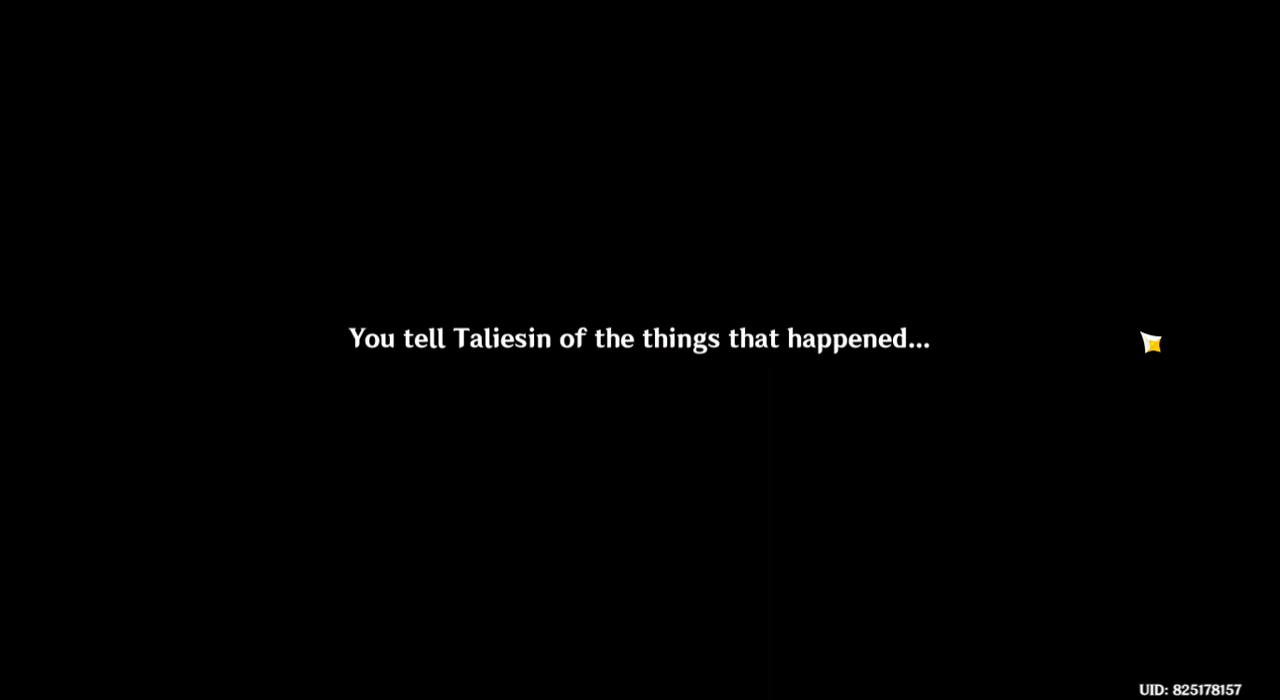 You tell Taliesin of the things that happened...
UID: 825178157